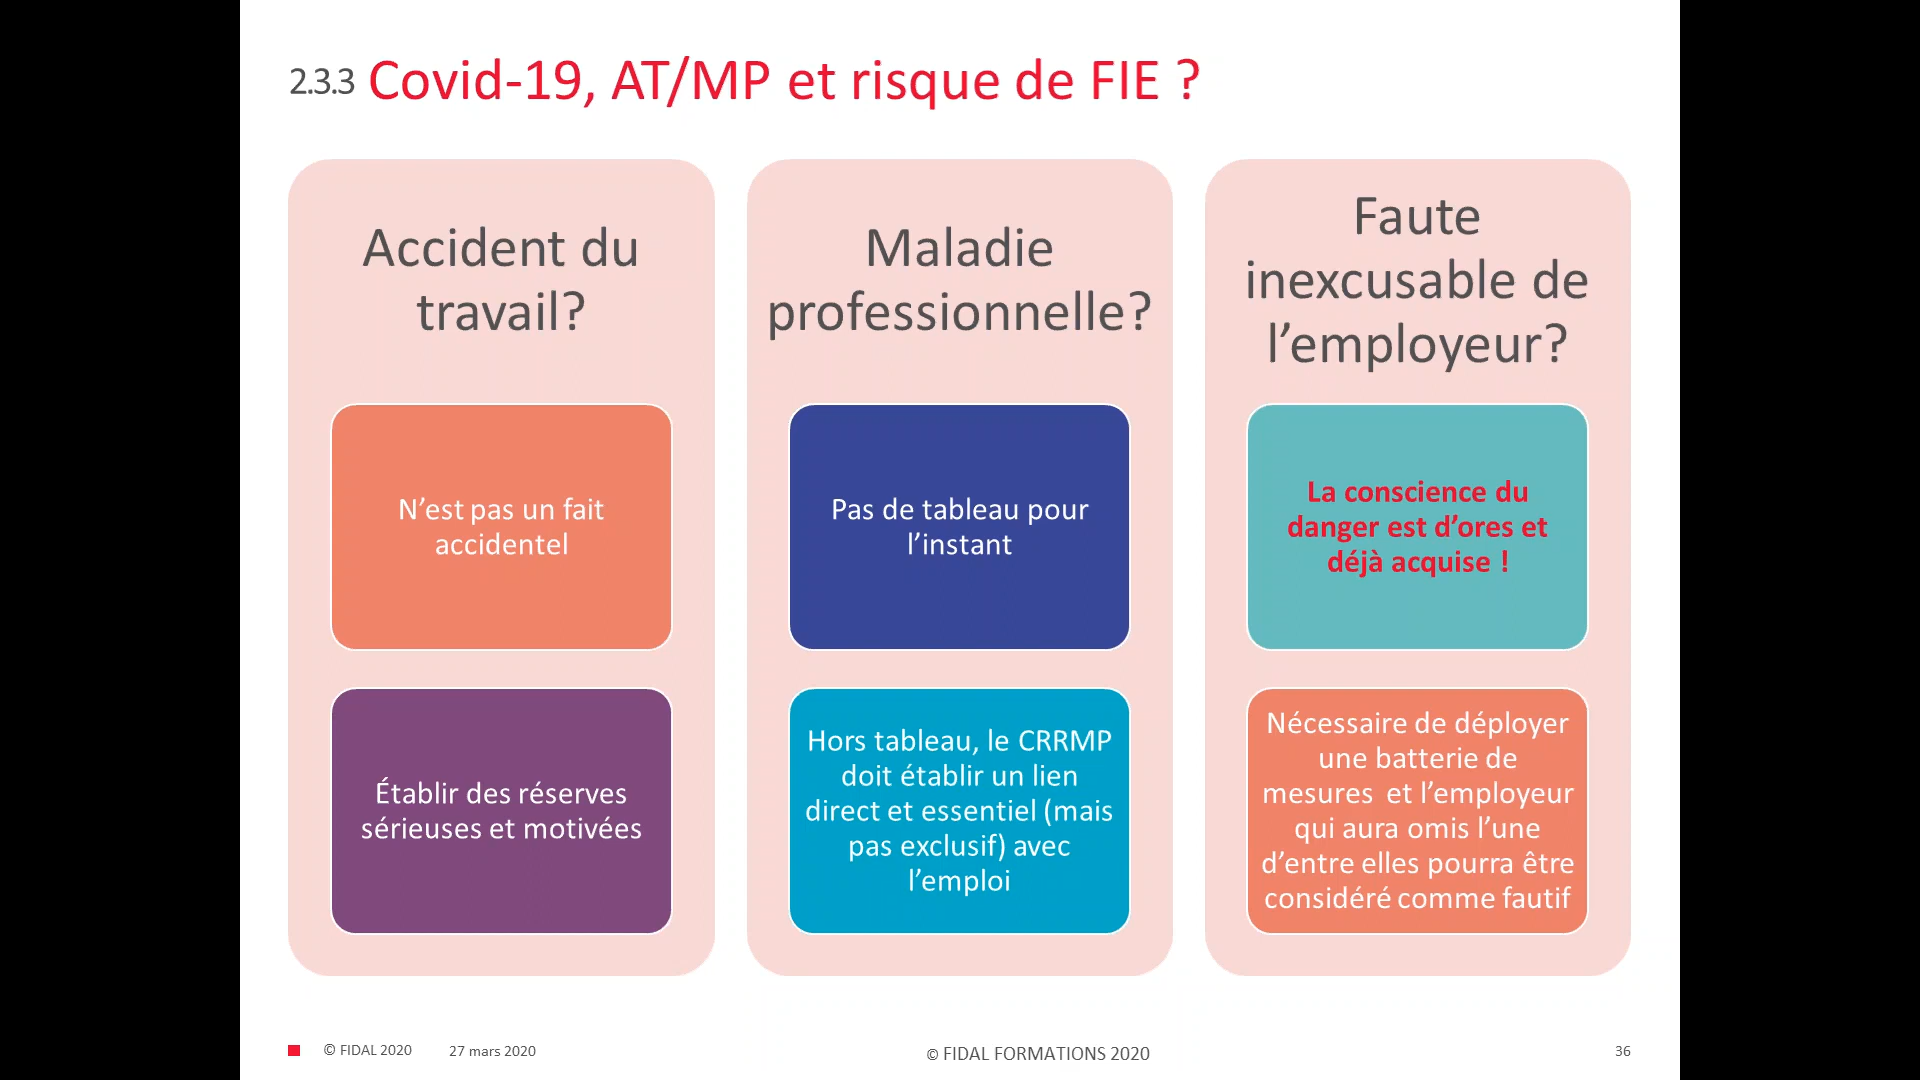 2.3.3 Covid-19, AT/MP et risque de FIE ?
Accident du
travail?
N’est pas un fait
accidentel
Établir des réserves
sérieuses et motivées
Maladie
professionnelle?
Pas de tableau pour
l’instant
Hors tableau, le CRRMP
doit établir un lien
direct et essentiel (mais
pas exclusif) avec
l’emploi
Faute
inexcusable de
l’employeur?
La conscience du
danger est d’ores et
déjà acquise !
Nécessaire de déployer
une batterie de
mesures et l’employeur
qui aura omis l’une
d’entre elles pourra être
considéré comme fautif
© FIDAL 2020
27 mars 2020
© FIDAL FORMATIONS 2020
36